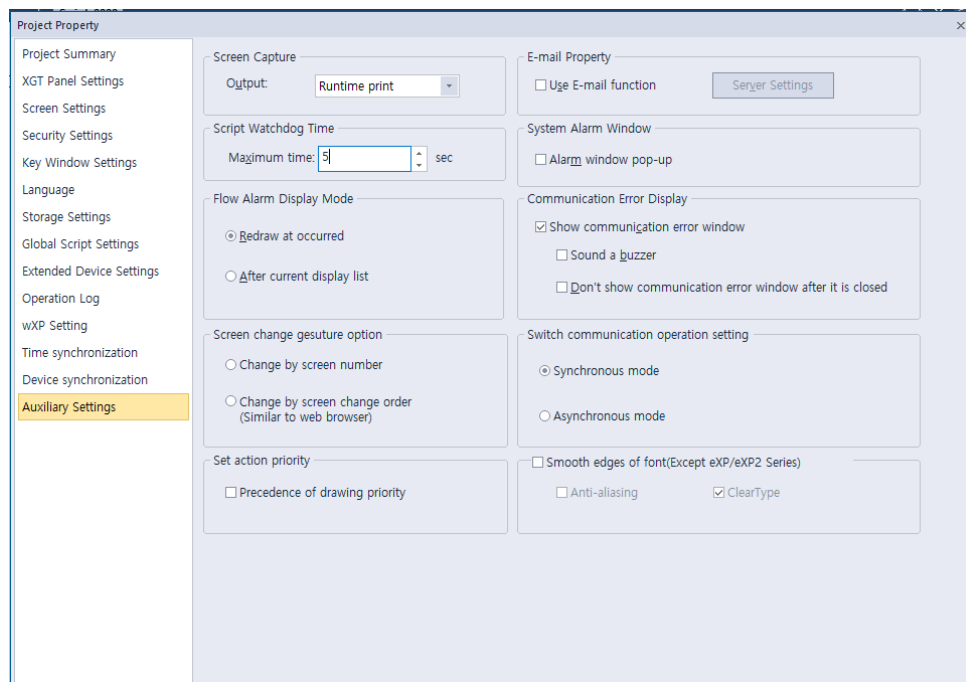 Project Property
Project Summary
XGT Panel Settings
Screen Settings
Security Settings
Key Window Settings
Language
Storage Settings
Global Script Settings
Extended Device Settings
Operation Log
wXP Setting
Time synchronization
Device synchronization
Auxiliary Settings
Screen Capture
Output:
Runtime print
Script Watchdog Time
Maximum time:
5
sec
Flow Alarm Display Mode
Redraw at occurred
After current display list
Screen change gesuture option
Change by screen number
Change by screen change order
(Similar to web browser)
Set action priority
Precedence of drawing priority
E-mail Property
Use E-mail function
Server Settings
System Alarm Window
Alarm window pop-up
Communication Error Display
Show communication error window
Sound a buzzer
Don't show communication error window after it is closed
Switch communication operation setting
Synchronous mode
Asynchronous mode
Smooth edges of font(Except eXP/eXP2 Series)
Anti-aliasing
ClearType